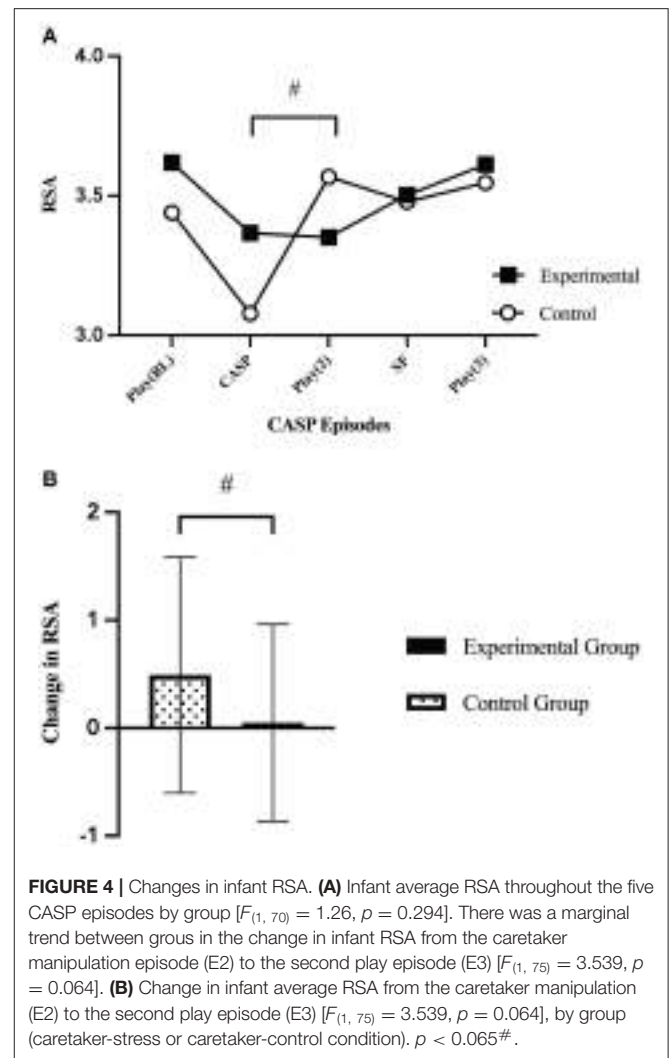 A
4.0
#
3.5
RSA
Experimental
Control
3.0
Play(BL)
CASP
Play(2)
SF
Play(3)
CASP Episodes
B
#
2
1
Change in RSA
0
-1
Experimental Group
Control Group
FIGURE 4 | Changes in infant RSA. (A) Infant average RSA throughout the five
CASP episodes by group [F(1, 70) = 1.26, p = 0.294]. There was a marginal
trend between grous in the change in infant RSA from the caretaker
manipulation episode (E2) to the second play episode (E3) [F(1, 75) = 3.539, p
= 0.064]. (B) Change in infant average RSA from the caretaker manipulation
(E2) to the second play episode (E3) [F(1, 75) = 3.539, p = 0.064], by group
(caretaker-stress or caretaker-control condition). p < 0.065#.